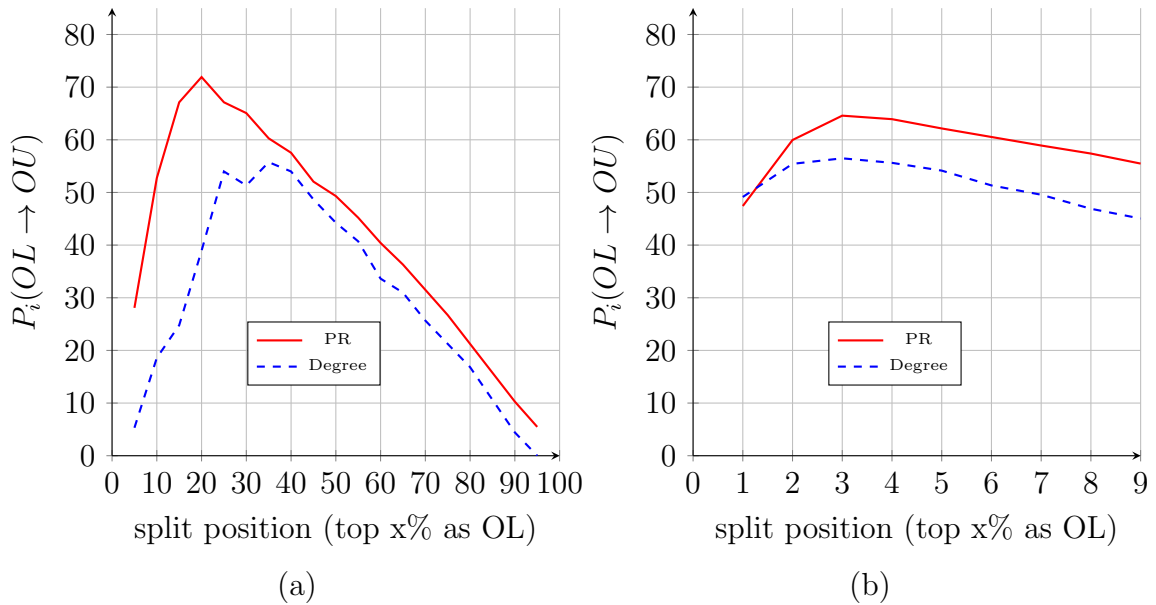 80
70
60
50
40
30
20
10
0
P_i(OL → OU)
PR
Degree
0 10 20 30 40 50 60 70 80 90 100
split position (top x% as OL)
(a)
80
70
60
50
40
30
20
10
0
P_i(OL → OU)
PR
Degree
0 1 2 3 4 5 6 7 8 9
split position (top x% as OL)
(b)